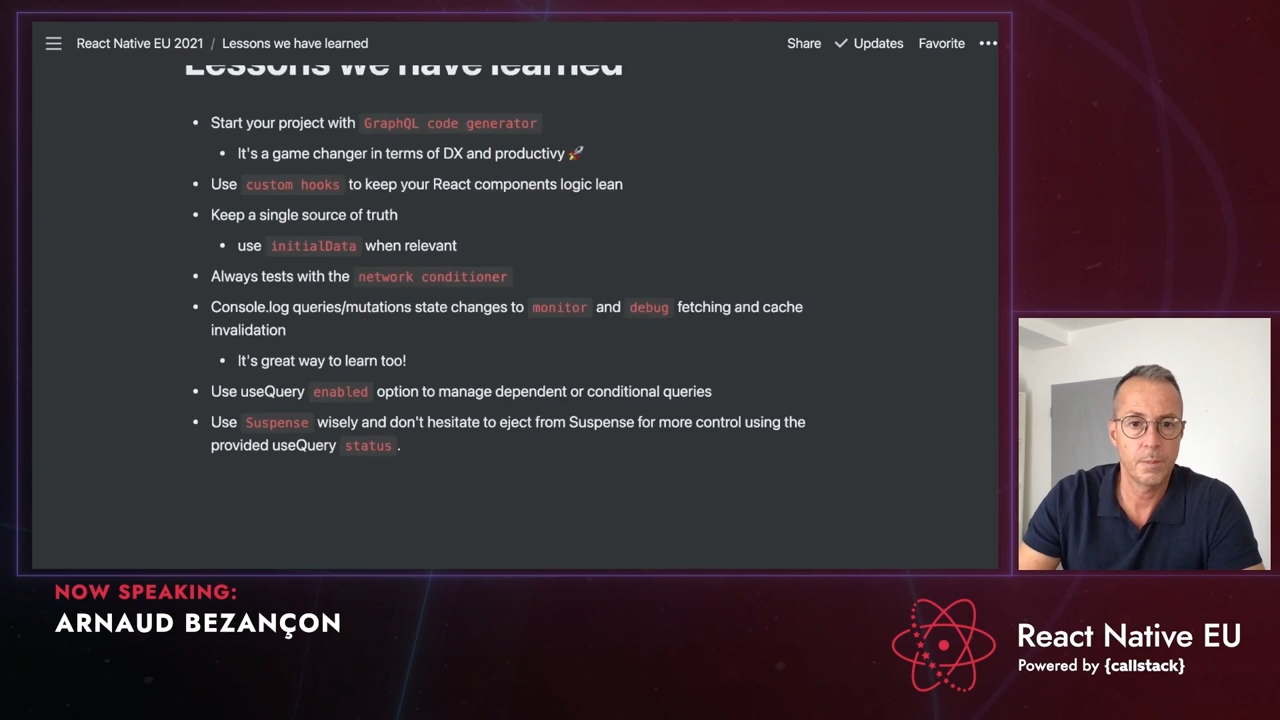 React Native EU 2021 / Lessons we have learned
Share ✓ Updates Favorite •••
Lessons we have learned
• Start your project with GraphQL code generator
• It's a game changer in terms of DX and productivy 🚀
• Use custom hooks to keep your React components logic lean
• Keep a single source of truth
• use initialData when relevant
• Always tests with the network conditioner
• Console.log queries/mutations state changes to monitor and debug fetching and cache
invalidation
• It's great way to learn too!
• Use useQuery enabled option to manage dependent or conditional queries
• Use Suspense wisely and don't hesitate to eject from Suspense for more control using the
provided useQuery status.
NOW SPEAKING:
ARNAUD BEZANÇON
React Native EU
Powered by {callstack}